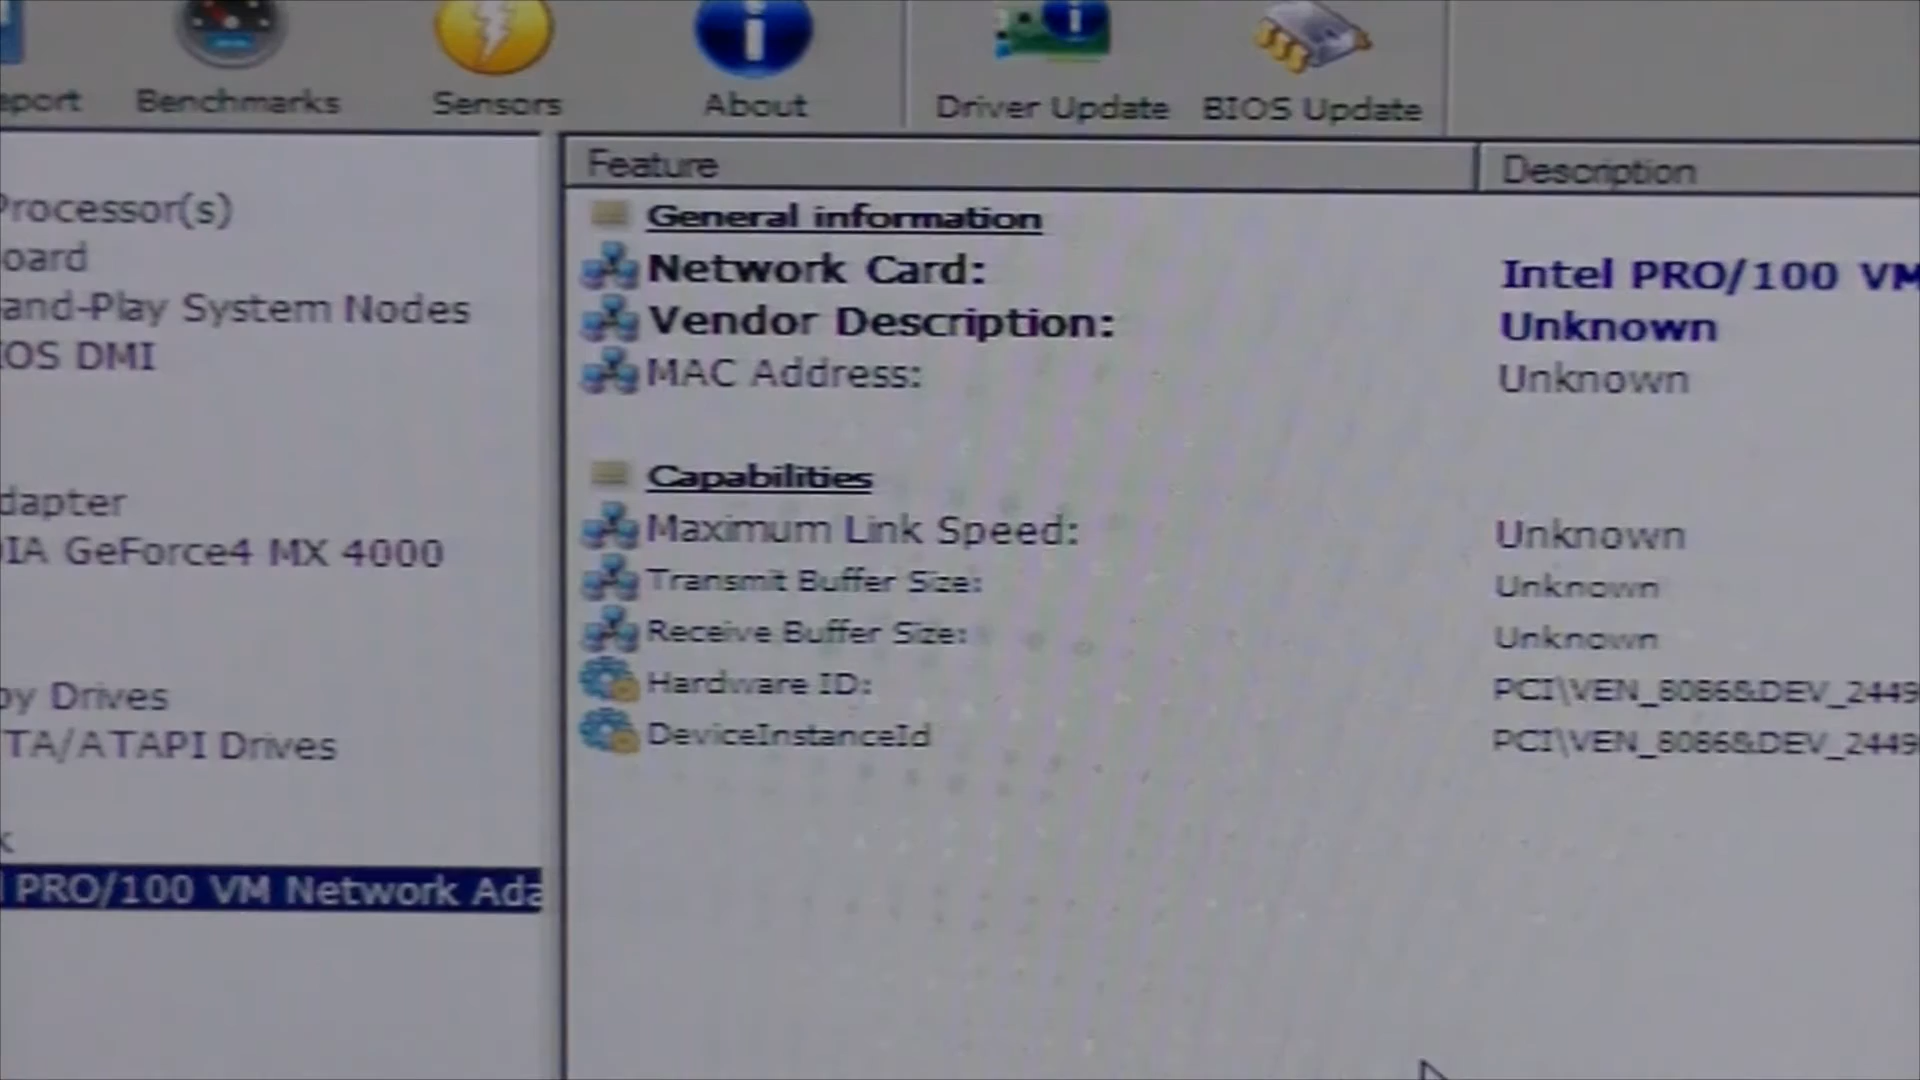 eport Benchmarks Sensors About Driver Update BIOS Update
Feature Description
Processor(s)
oard
and-Play System Nodes
IOS DMI
dapter
DIA GeForce4 MX 4000
py Drives
TA/ATAPI Drives
k
l PRO/100 VM Network Ada
General information
Network Card: Intel PRO/100 VM
Vendor Description: Unknown
MAC Address: Unknown
Capabilities
Maximum Link Speed: Unknown
Transmit Buffer Size: Unknown
Receive Buffer Size: Unknown
Hardware ID: PCI\VEN_8086&DEV_2449
DeviceInstanceId PCI\VEN_8086&DEV_2449